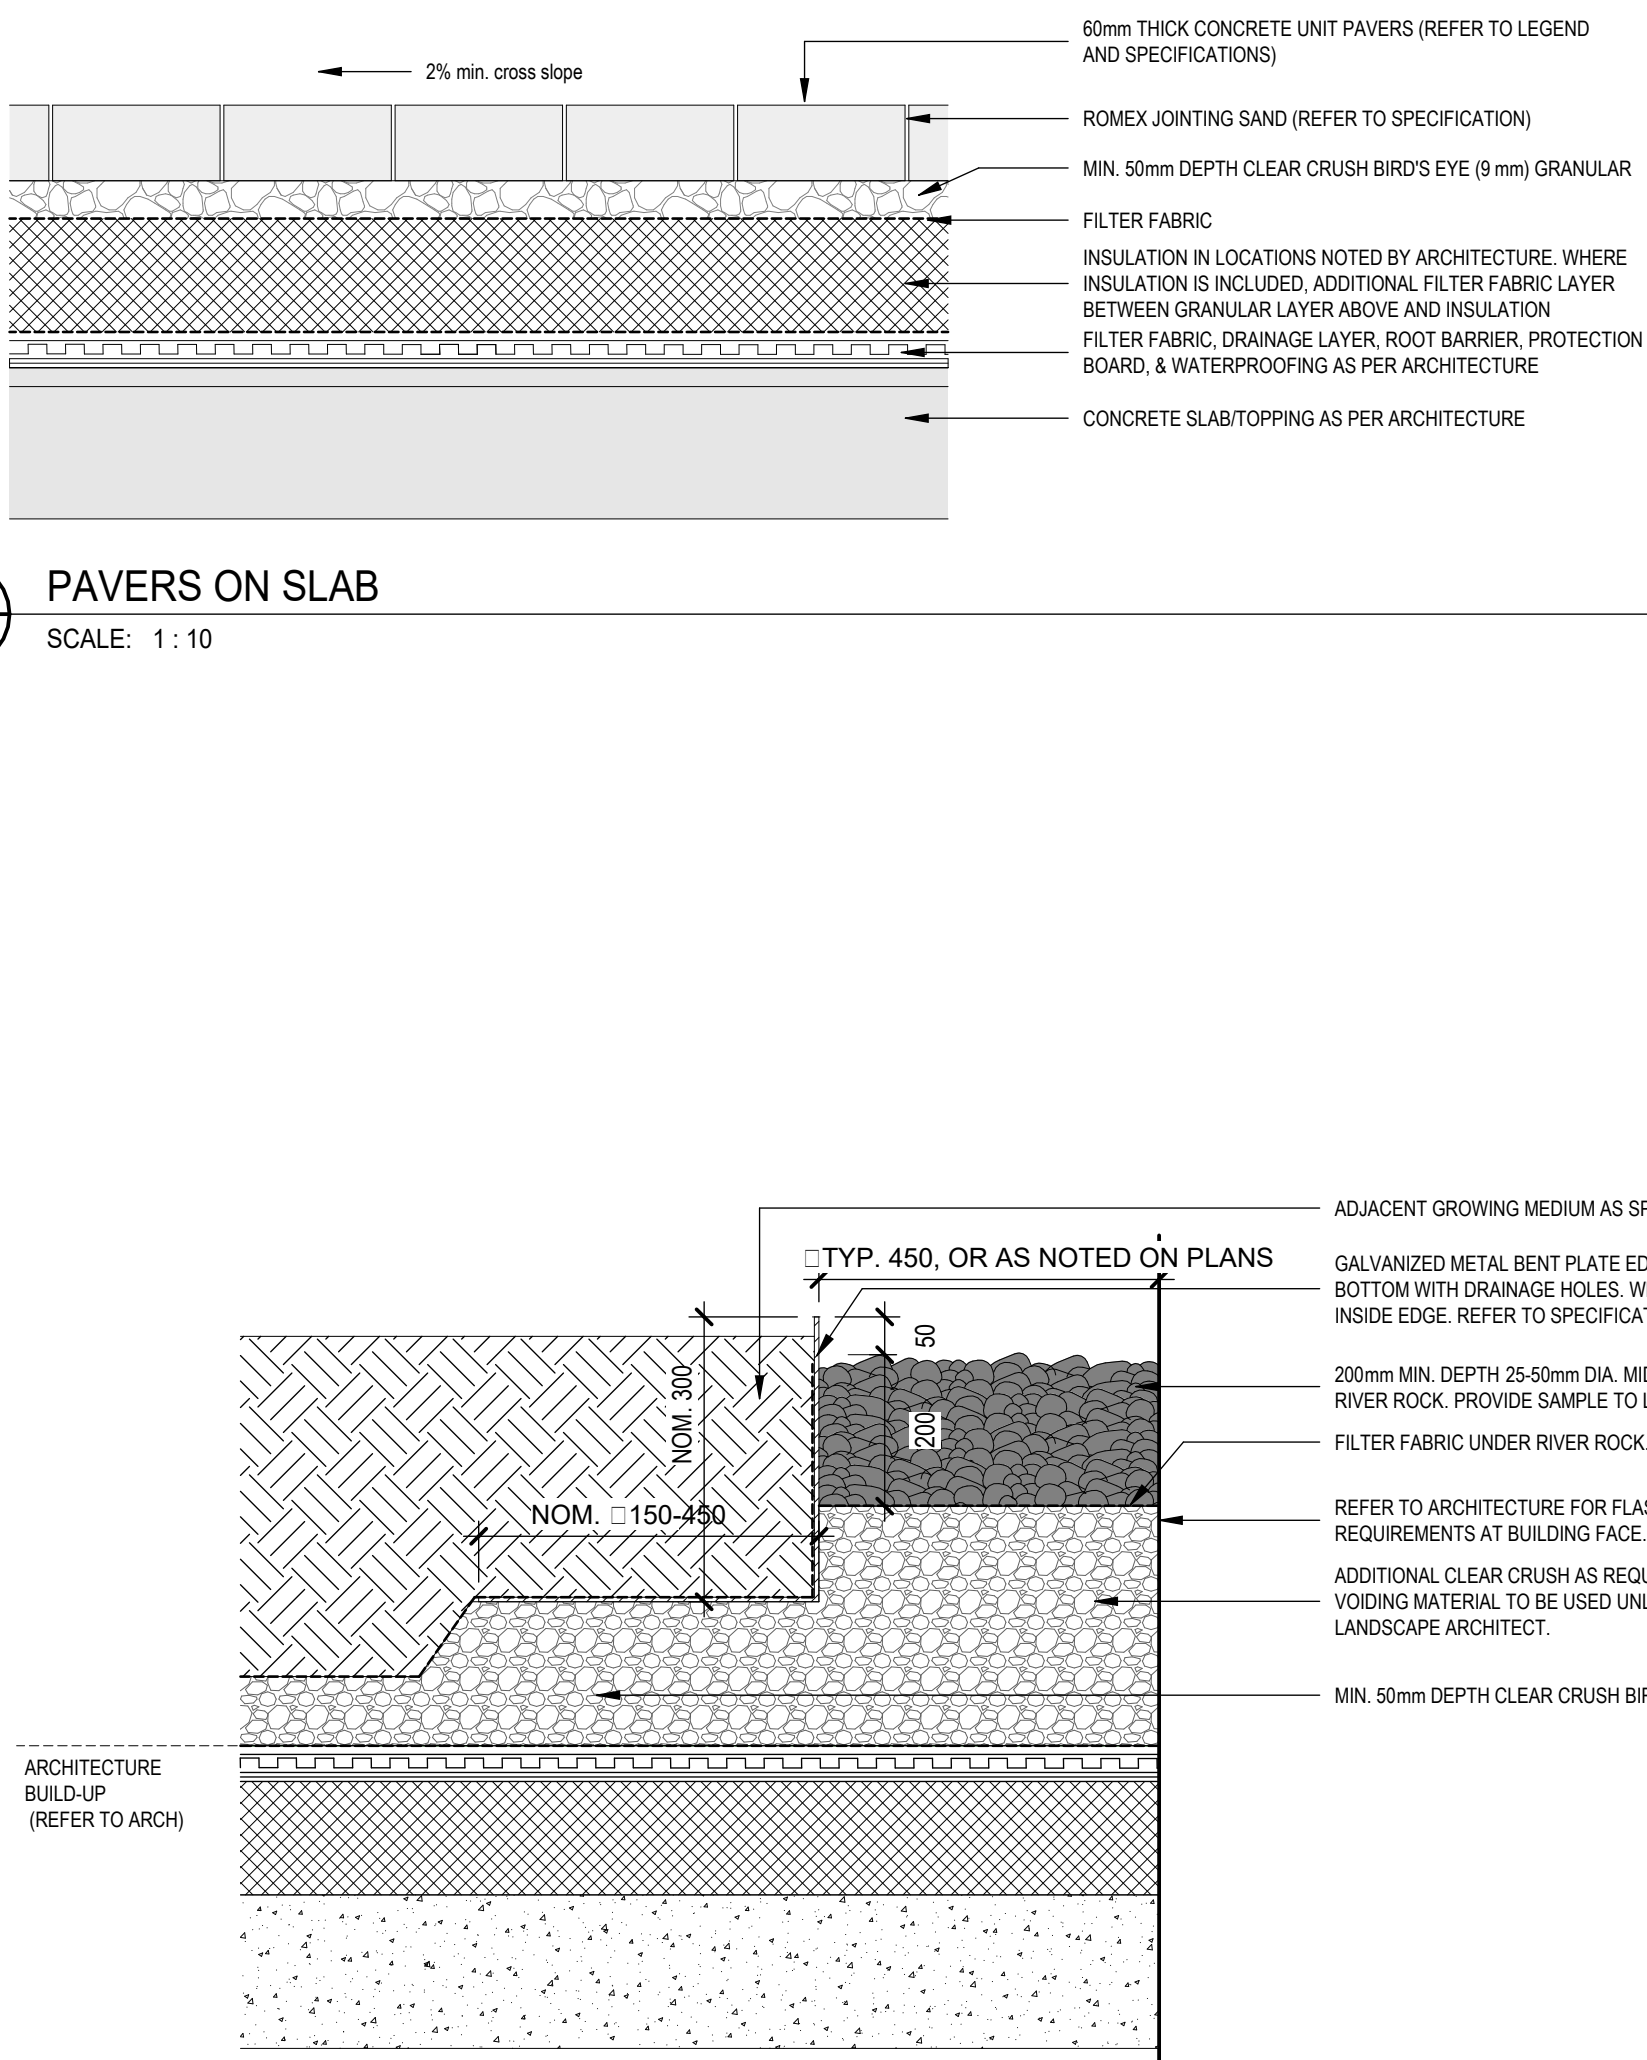 60mm THICK CONCRETE UNIT PAVERS (REFER TO LEGEND
AND SPECIFICATIONS)
2% min. cross slope
ROMEX JOINTING SAND (REFER TO SPECIFICATION)
MIN. 50mm DEPTH CLEAR CRUSH BIRD'S EYE (9 mm) GRANULAR
FILTER FABRIC
INSULATION IN LOCATIONS NOTED BY ARCHITECTURE. WHERE
INSULATION IS INCLUDED, ADDITIONAL FILTER FABRIC LAYER
BETWEEN GRANULAR LAYER ABOVE AND INSULATION
FILTER FABRIC, DRAINAGE LAYER, ROOT BARRIER, PROTECTION
BOARD, & WATERPROOFING AS PER ARCHITECTURE
CONCRETE SLAB/TOPPING AS PER ARCHITECTURE
PAVERS ON SLAB
SCALE: 1 : 10
ADJACENT GROWING MEDIUM AS
□TYP. 450, OR AS NOTED ON PLANS
GALVANIZED METAL BENT PLATE
BOTTOM WITH DRAINAGE HOLES.
INSIDE EDGE. REFER TO
50
NOM. 300
200mm MIN. DEPTH 25-50mm DIA.
RIVER ROCK. PROVIDE SAMPLE TO
200
FILTER FABRIC UNDER RIVER ROCK.
NOM. □150-450
REFER TO ARCHITECTURE FOR
REQUIREMENTS AT BUILDING FACE.
ADDITIONAL CLEAR CRUSH AS
VOIDING MATERIAL TO BE USED
LANDSCAPE ARCHITECT.
MIN. 50mm DEPTH CLEAR CRUSH
ARCHITECTURE
BUILD-UP
(REFER TO ARCH)